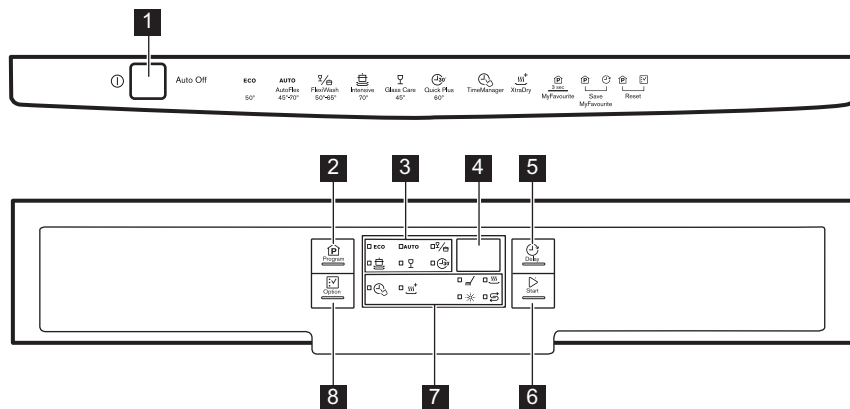 1
Auto Off
ECO AUTO
AutoFlex FlexiWash Intensive Glass Care Quick Plus TimeManager XtraDry
50° 45°-70° 50°-65° 70° 45° 60°
30'
P P P
3 sec
MyFavourite Save MyFavourite Reset
2 3 4 5
P
Program
ECO AUTO
30'
Delay
Option
Start
8 7 6